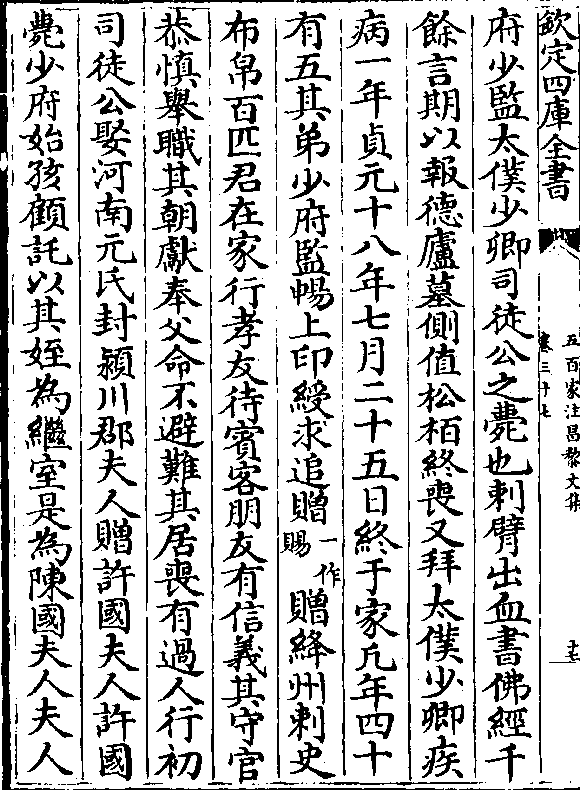 欽定四庫全書
五百家注昌黎文集
卷三十七
府少監太僕少卿司徒公之薨也刺臂出血書佛經千
餘言期以報德廬墓側值松柏終喪又拜太僕少卿疾
病一年貞元十八年七月二十五日終于家凡年四十
有五其弟少府監暢上印綬求追贈一作賜贈絳州刺史
布帛百匹君在家行孝友待賓客朋友有信義其守官
恭慎舉職其朝獻奉父命不避難其居喪有過人行初
司徒公娶河南元氏封潁川郡夫人贈許國夫人許國
薨少府始孩顧託以其姪為繼室是為陳國夫人夫人